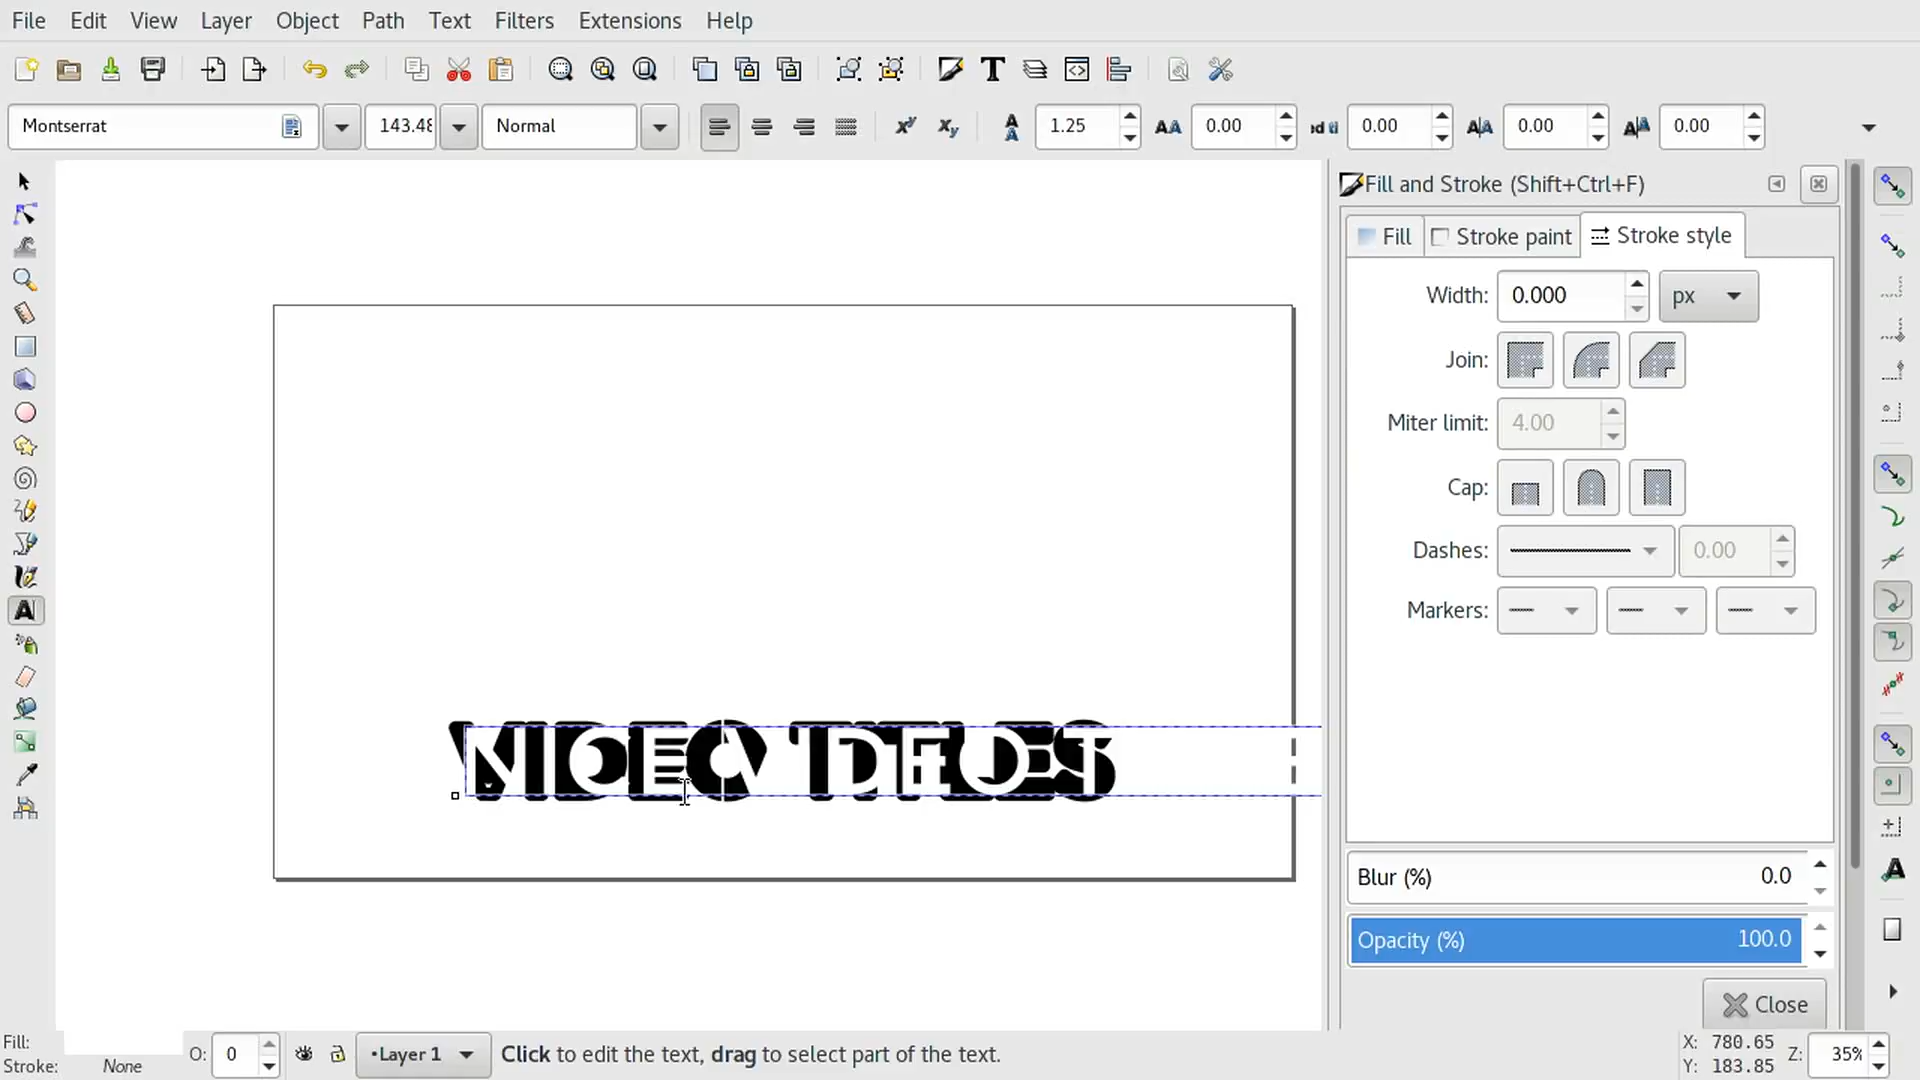 File Edit View Layer Object Path Text Filters Extensions Help
Montserrat 143.48 Normal 1.25 0.00 0.00 0.00 0.00
Fill and Stroke (Shift+Ctrl+F)
Fill Stroke paint Stroke style
Width: 0.000 px
Join:
Miter limit: 4.00
Cap:
Dashes: 0.00
Markers:
VIDEO TITLES
Blur (%) 0.0
Opacity (%) 100.0
Close
Fill:
Stroke: None
O: 0
Layer 1
Click to edit the text, drag to select part of the text.
X: 780.65
Y: 183.85
Z: 35%